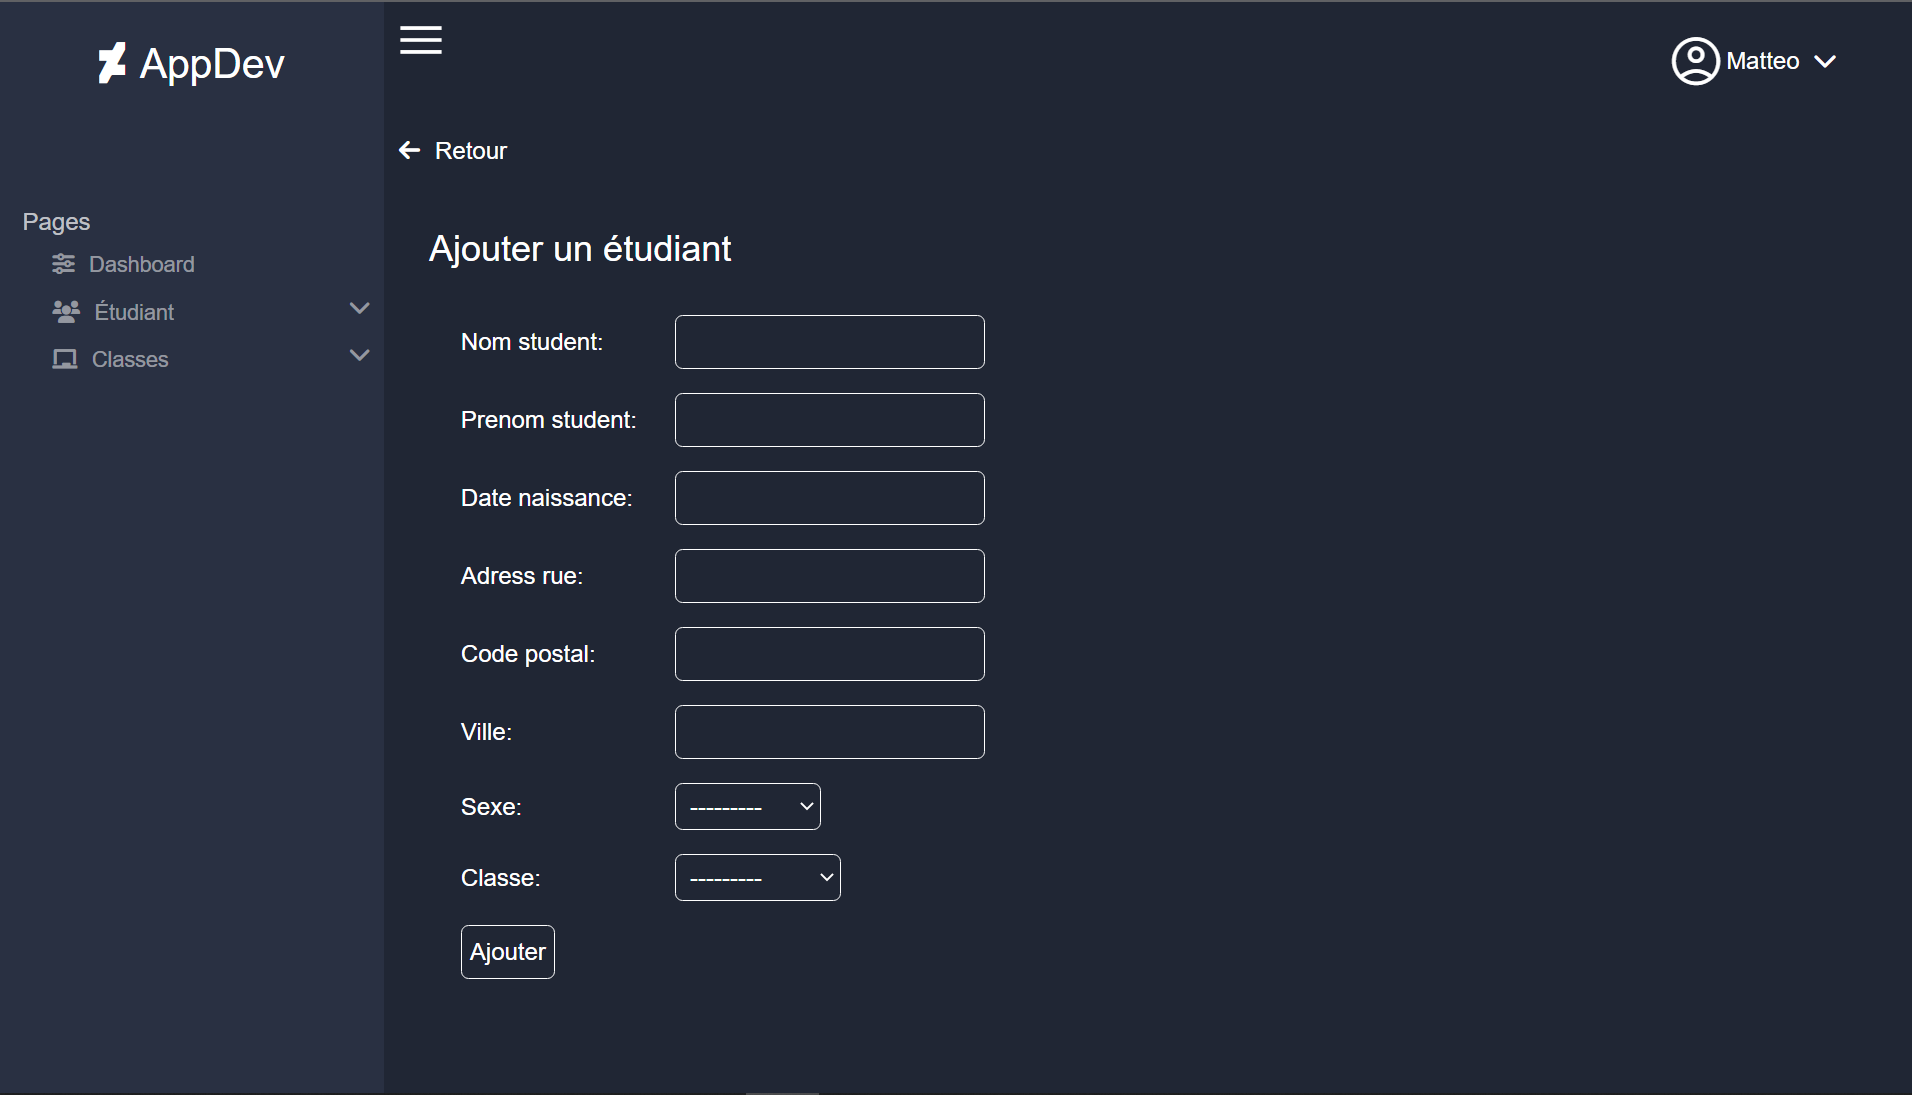 AppDev
Matteo
Retour
Pages
Dashboard
Étudiant
Classes
Ajouter un étudiant
Nom student:
Prenom student:
Date naissance:
Adress rue:
Code postal:
Ville:
Sexe: ---------
Classe: ---------
Ajouter